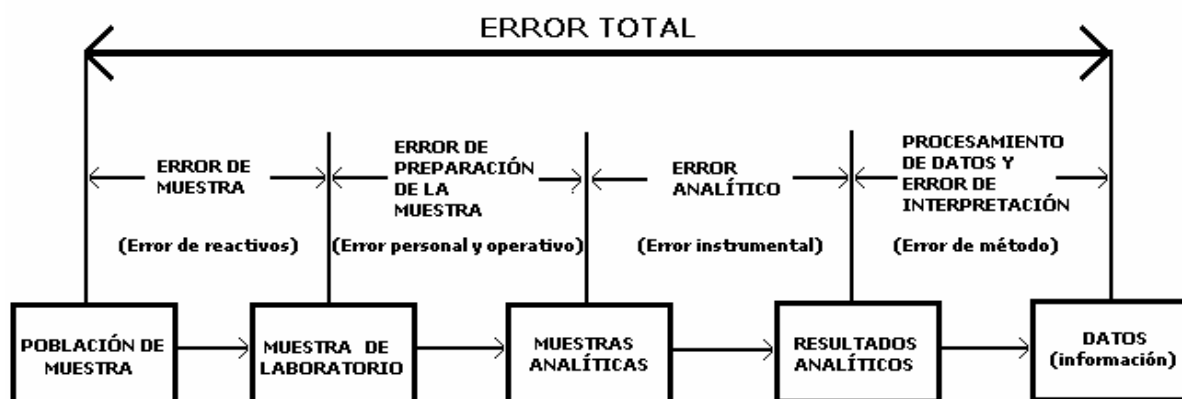 ERROR TOTAL
ERROR DE
MUESTRA
(Error de reactivos)
ERROR DE
PREPARACIÓN
DE LA
MUESTRA
(Error personal y operativo)
ERROR
ANALÍTICO
(Error instrumental)
PROCESAMIENTO
DE DATOS Y
ERROR DE
INTERPRETACIÓN
(Error de método)
POBLACIÓN DE
MUESTRA
MUESTRA DE
LABORATORIO
MUESTRAS
ANALÍTICAS
RESULTADOS
ANALÍTICOS
DATOS
(información)